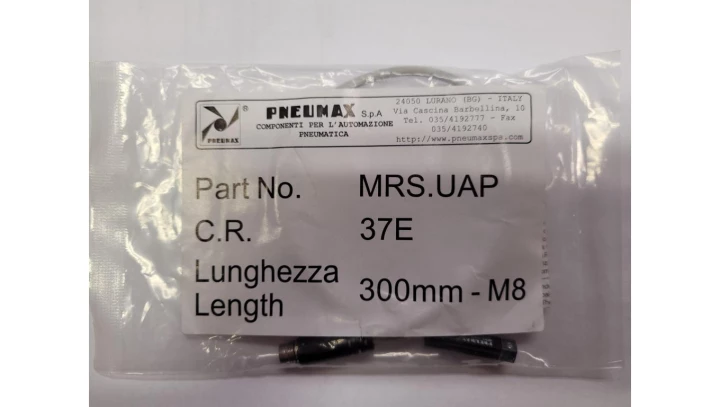 PNEUMAX
®
PNEUMAX S.p.A
COMPONENTI PER L'AUTOMAZIONE
PNEUMATICA
24050 LURANO (BG) - ITALY
Via Cascina Barbellina, 10
Tel. 035/4192777 - Fax
035/4192740
http://www.pneumaxspa.com
Part No. MRS.UAP
C.R. 37E
Lunghezza
Length 300mm - M8